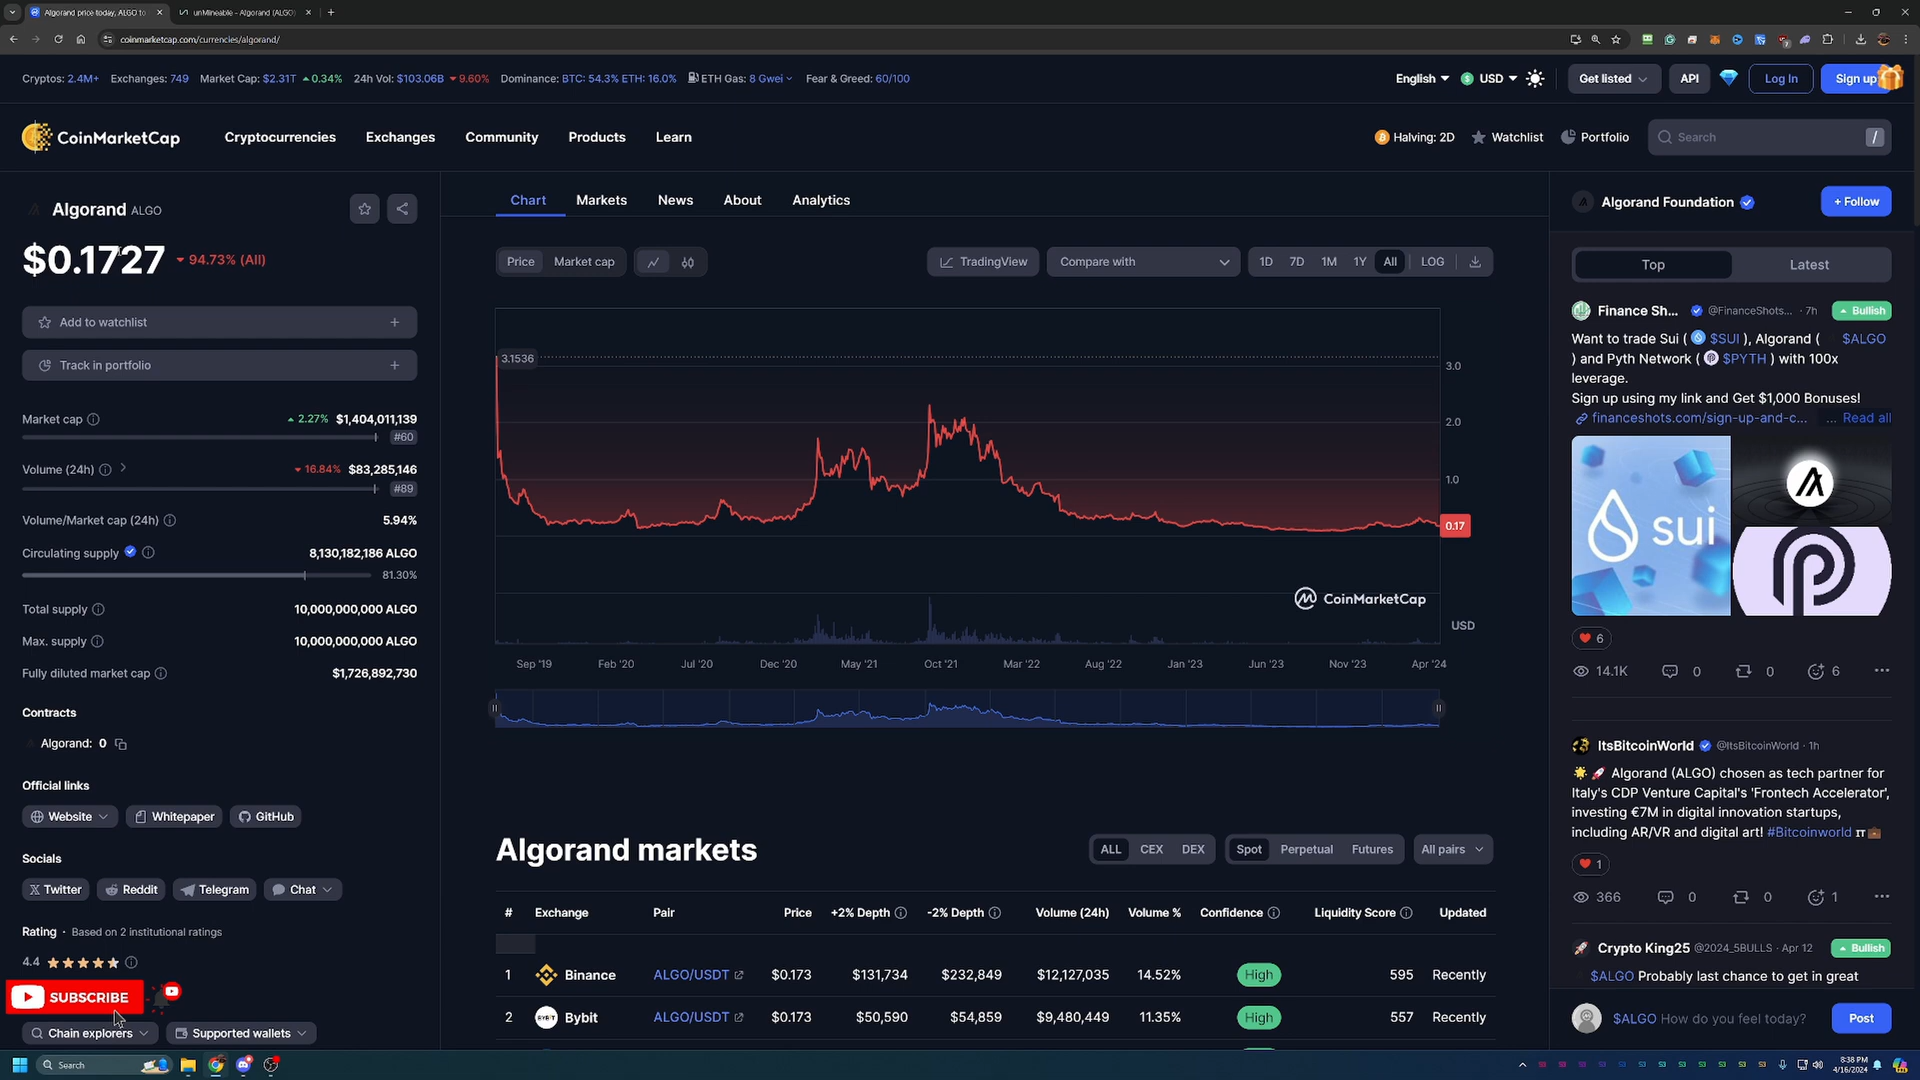 Algorand price today, ALGO to
unMineable - Algorand (ALGO)
coinmarketcap.com/currencies/algorand/
Cryptos: 2.4M+ Exchanges: 749 Market Cap: $2.31T 0.34% 24h Vol: $103.06B 9.60% Dominance: BTC: 54.3% ETH: 16.0% ETH Gas: 8 Gwei Fear & Greed: 60/100
English USD Get listed API Log In Sign up
CoinMarketCap Cryptocurrencies Exchanges Community Products Learn
Halving: 2D Watchlist Portfolio Search /
Algorand ALGO
$0.1727 94.73% (All)
Add to watchlist
Track in portfolio
Market cap 2.27% $1,404,011,139
#60
Volume (24h) 16.84% $83,285,146
#89
Volume/Market cap (24h) 5.94%
Circulating supply 8,130,182,186 ALGO
81.30%
Total supply 10,000,000,000 ALGO
Max. supply 10,000,000,000 ALGO
Fully diluted market cap $1,726,892,730
Contracts
Algorand: 0
Official links
Website Whitepaper GitHub
Socials
Twitter Reddit Telegram Chat
Rating · Based on 2 institutional ratings
4.4
SUBSCRIBE
Chain explorers Supported wallets
Chart Markets News About Analytics
Price Market cap
TradingView Compare with 1D 7D 1M 1Y All LOG
3.1536
3.0
2.0
1.0
0.17
CoinMarketCap
USD
Sep '19 Feb '20 Jul '20 Dec '20 May '21 Oct '21 Mar '22 Aug '22 Jan '23 Jun '23 Nov '23 Apr '24
Algorand markets
ALL CEX DEX Spot Perpetual Futures All pairs
# Exchange Pair Price +2% Depth -2% Depth Volume (24h) Volume % Confidence Liquidity Score Updated
1 Binance ALGO/USDT $0.173 $131,734 $232,849 $12,127,035 14.52% High 595 Recently
2 Bybit ALGO/USDT $0.173 $50,590 $54,859 $9,480,449 11.35% High 557 Recently
Algorand Foundation + Follow
Top Latest
Finance Sh... @FinanceShots... · 7h Bullish
Want to trade Sui ( $SUI ), Algorand ( $ALGO
) and Pyth Network ( $PYTH ) with 100x
leverage.
Sign up using my link and Get $1,000 Bonuses!
financeshots.com/sign-up-and-c... ... Read all
sui
6
14.1K 0 0 6
ItsBitcoinWorld @ItsBitcoinWorld · 1h
Algorand (ALGO) chosen as tech partner for
Italy's CDP Venture Capital's 'Frontech Accelerator',
investing €7M in digital innovation startups,
including AR/VR and digital art! #Bitcoinworld
1
366 0 0 1
Crypto King25 @2024_5BULLS · Apr 12 Bullish
$ALGO Probably last chance to get in great
$ALGO How do you feel today? Post
Search
8:38 PM
4/16/2024